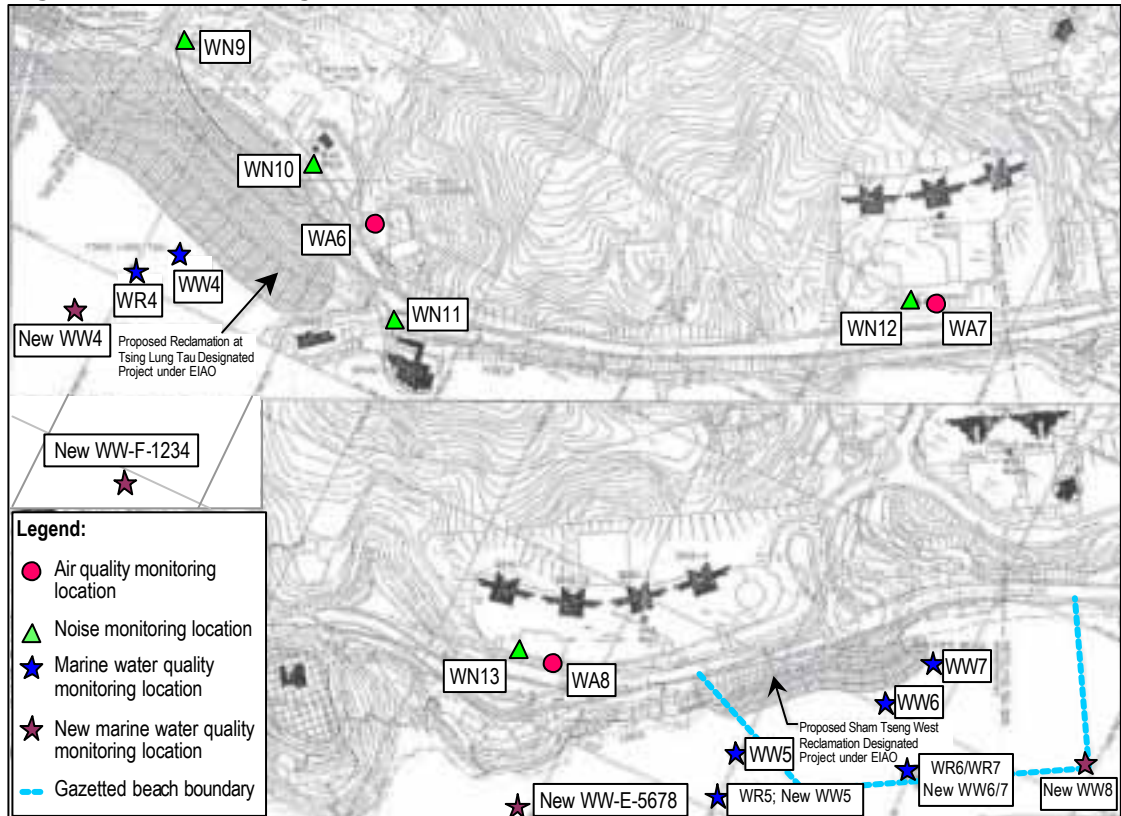 WN9
WN10
WA6
WW4
WR4
New WW4
Proposed Reclamation at
Tsing Lung Tau Designated
Project under EIAO
WN11
WN12
WA7
New WW-F-1234
Legend:
Air quality monitoring
location
Noise monitoring location
Marine water quality
monitoring location
New marine water quality
monitoring location
Gazetted beach boundary
WN13
WA8
WW7
WW6
Proposed Sham Tseng West
Reclamation Designated
Project under EIAO
WW5
WR6/WR7
New WW6/7
New WW8
New WW-E-5678
WR5; New WW5